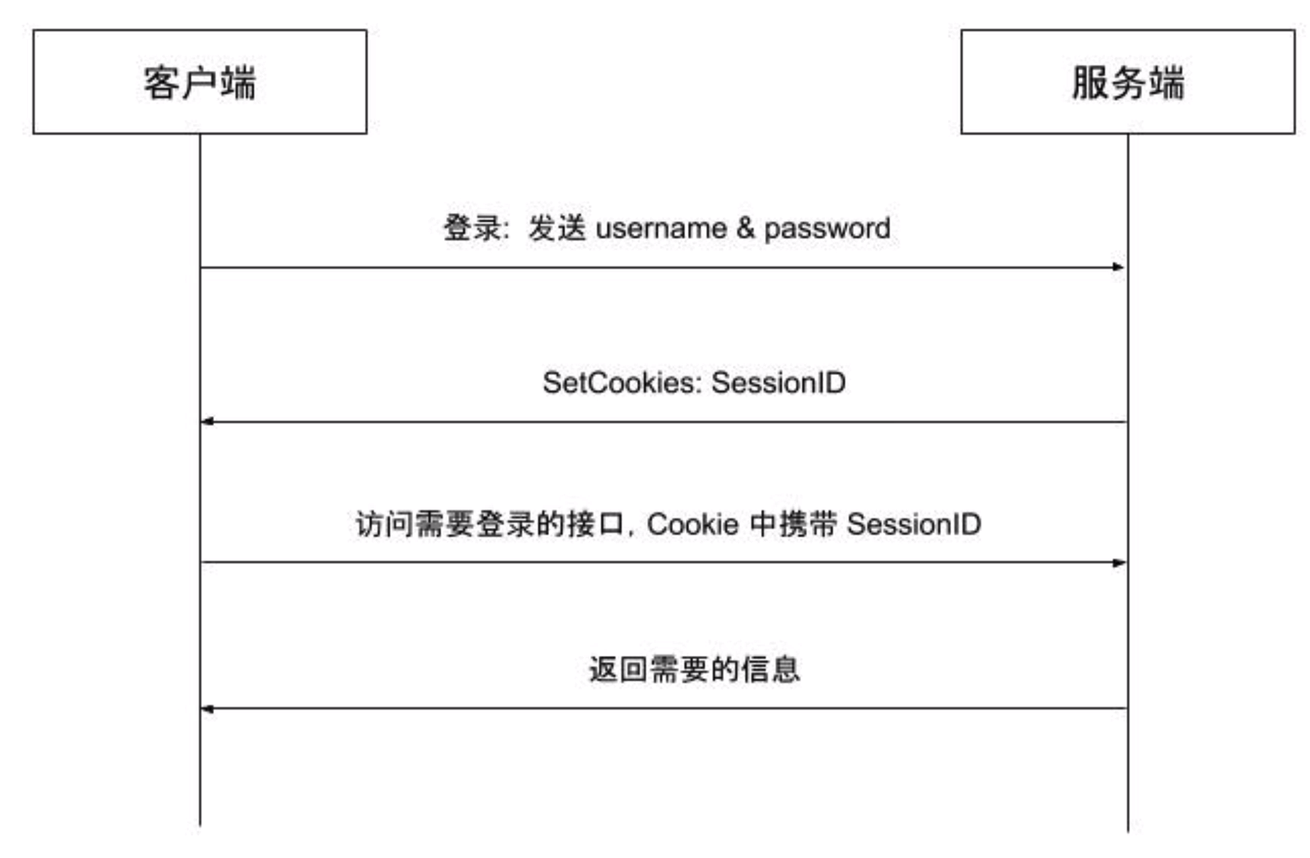 客户端
服务端
登录: 发送 username & password
SetCookies: SessionID
访问需要登录的接口, Cookie 中携带 SessionID
返回需要的信息